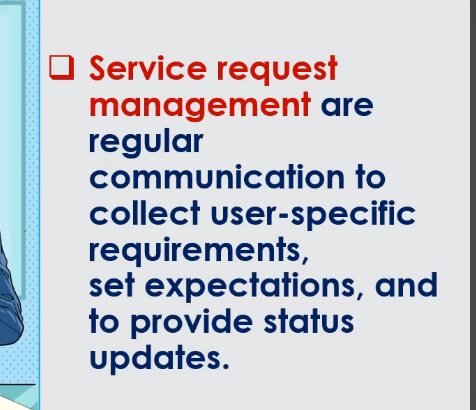 ❑ Service request
management are
regular
communication to
collect user-specific
requirements,
set expectations, and
to provide status
updates.